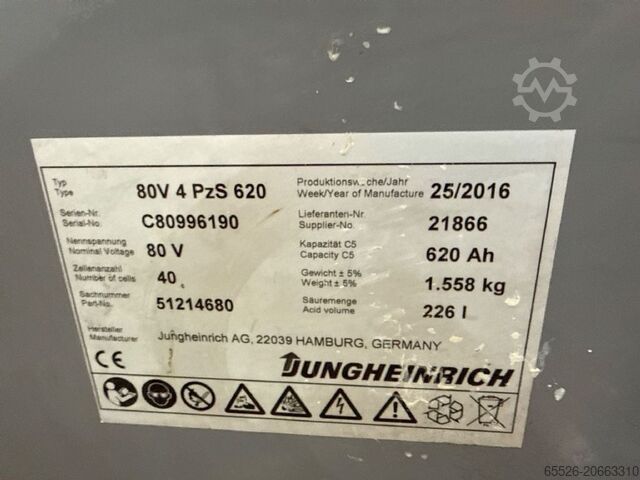 Typ
Type
80V 4 PzS 620
Produktionswoche/Jahr
Week/Year of Manufacture
25/2016
Serien-Nr.
Serial-No.
C80996190
Lieferanten-Nr.
Supplier-No.
21866
Nennspannung
Nominal Voltage
80 V
Kapazität C5
Capacity C5
620 Ah
Zellenanzahl
Number of cells
40
Gewicht ± 5%
Weight ± 5%
1.558 kg
Sachnummer
Part-No.
51214680
Säuremenge
Acid volume
226 l
Hersteller
Manufacturer
Jungheinrich AG, 22039 HAMBURG, GERMANY
CE
JUNGHEINRICH
65526-20663310